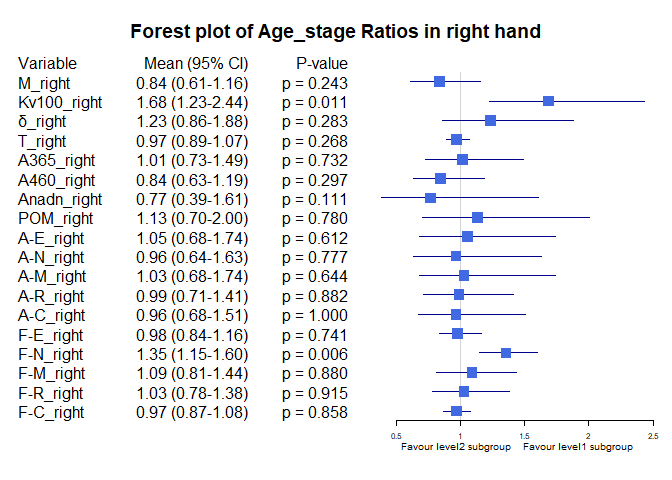 Forest plot of Age_stage Ratios in right hand
Variable Mean (95% CI) P-value
M_right 0.84 (0.61-1.16) p = 0.243
Kv100_right 1.68 (1.23-2.44) p = 0.011
δ_right 1.23 (0.86-1.88) p = 0.283
T_right 0.97 (0.89-1.07) p = 0.268
A365_right 1.01 (0.73-1.49) p = 0.732
A460_right 0.84 (0.63-1.19) p = 0.297
Anadn_right 0.77 (0.39-1.61) p = 0.111
POM_right 1.13 (0.70-2.00) p = 0.780
A-E_right 1.05 (0.68-1.74) p = 0.612
A-N_right 0.96 (0.64-1.63) p = 0.777
A-M_right 1.03 (0.68-1.74) p = 0.644
A-R_right 0.99 (0.71-1.41) p = 0.882
A-C_right 0.96 (0.68-1.51) p = 1.000
F-E_right 0.98 (0.84-1.16) p = 0.741
F-N_right 1.35 (1.15-1.60) p = 0.006
F-M_right 1.09 (0.81-1.44) p = 0.880
F-R_right 1.03 (0.78-1.38) p = 0.915
F-C_right 0.97 (0.87-1.08) p = 0.858
0.5 1 1.5 2 2.5
Favour level2 subgroup Favour level1 subgroup